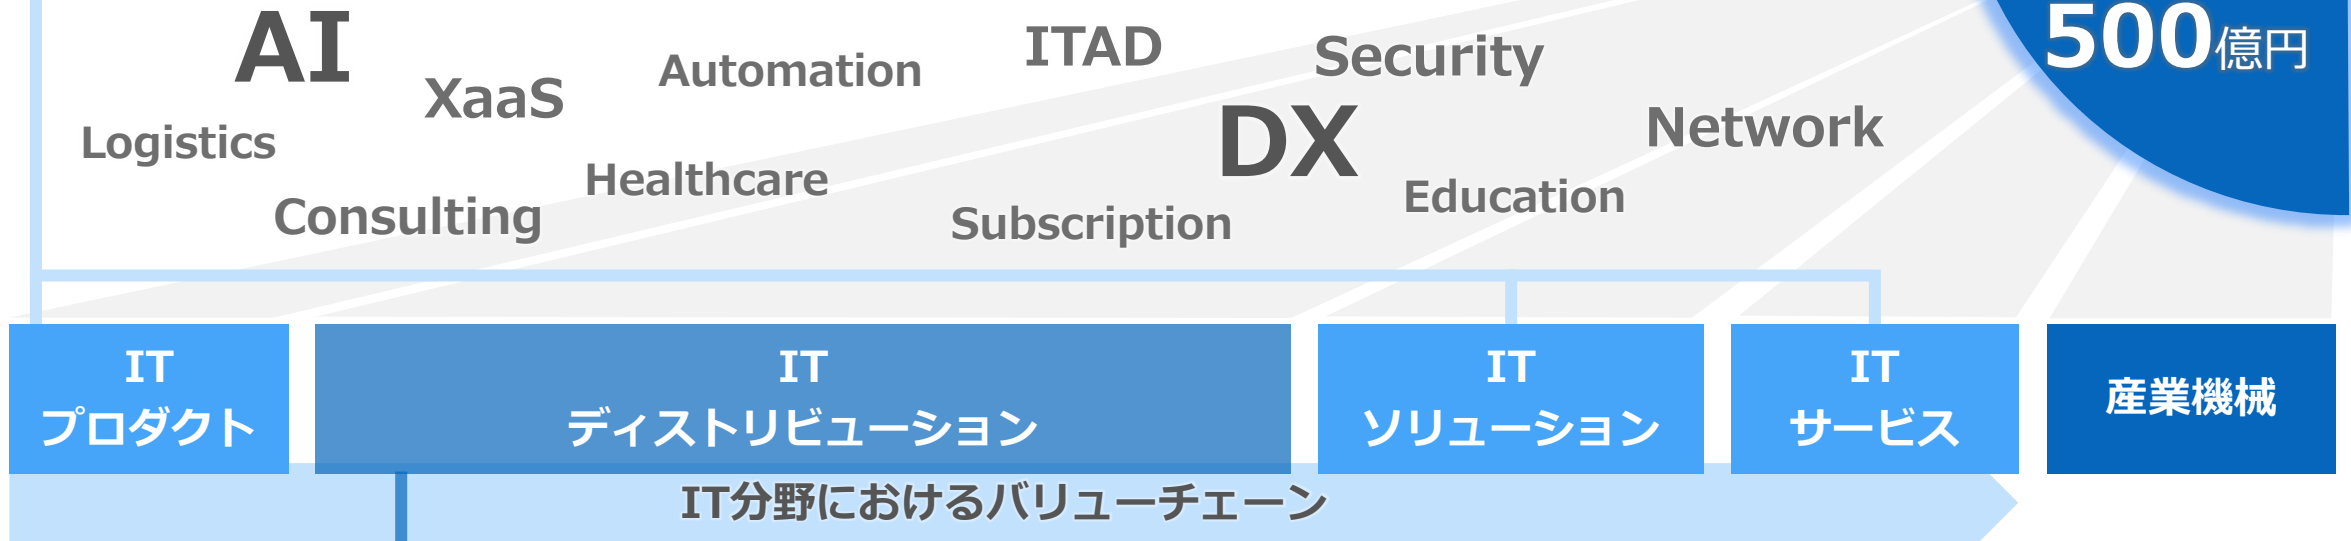 AI
ITAD
Security
500億円
Automation
XaaS
DX
Network
Logistics
Healthcare
Education
Consulting
Subscription
IT
プロダクト
IT
ディストリビューション
IT
ソリューション
IT
サービス
産業機械
IT分野におけるバリューチェーン